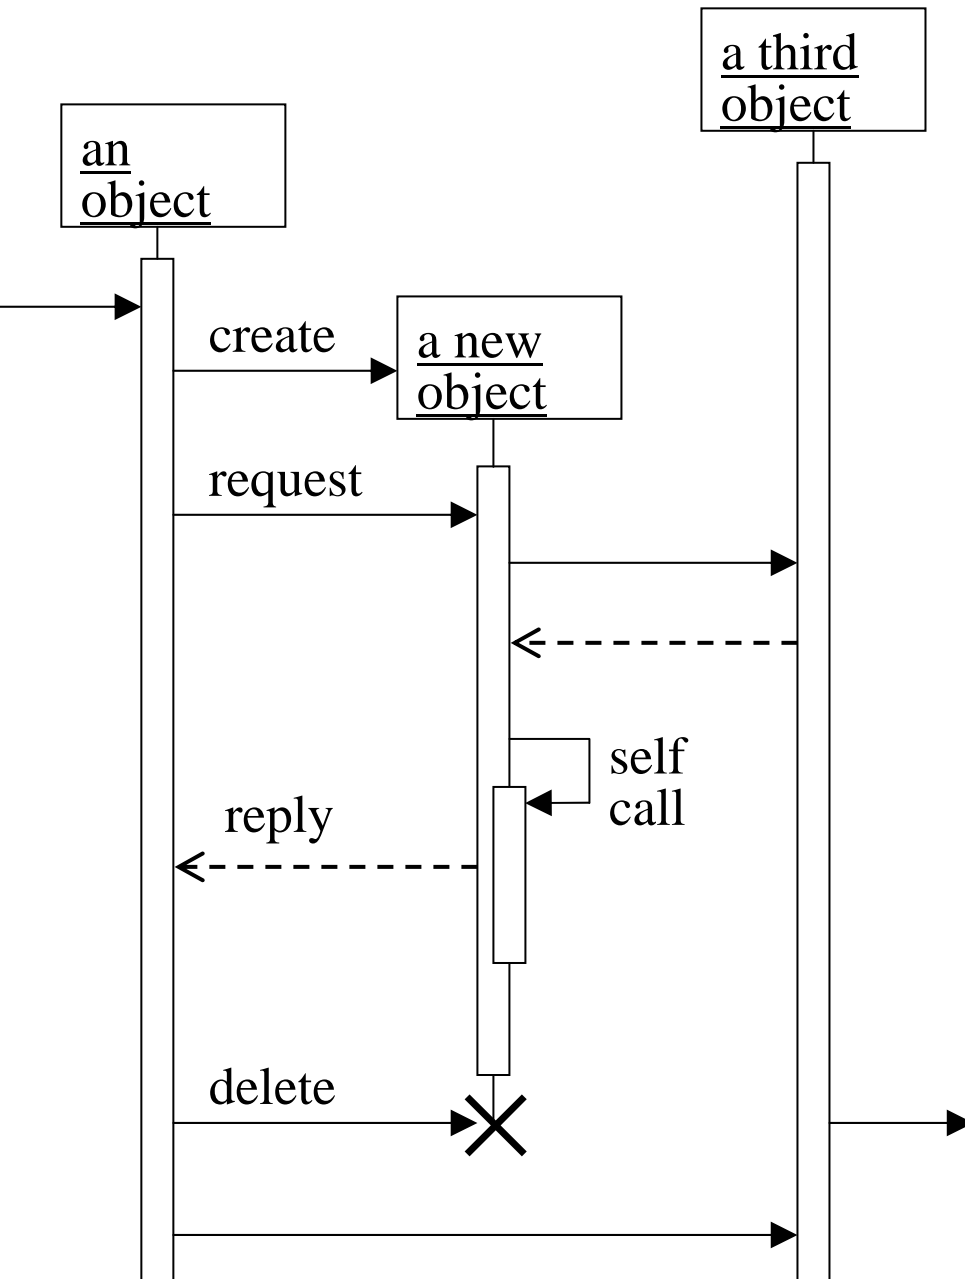 a third
object
an
object
create
a new
object
request
self
call
reply
delete